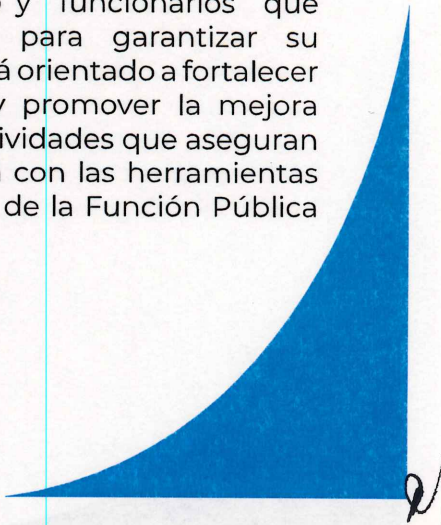 y funcionarios que
para garantizar su
á orientado a fortalecer
y promover la mejora
ividades que aseguran
con las herramientas
de la Función Pública